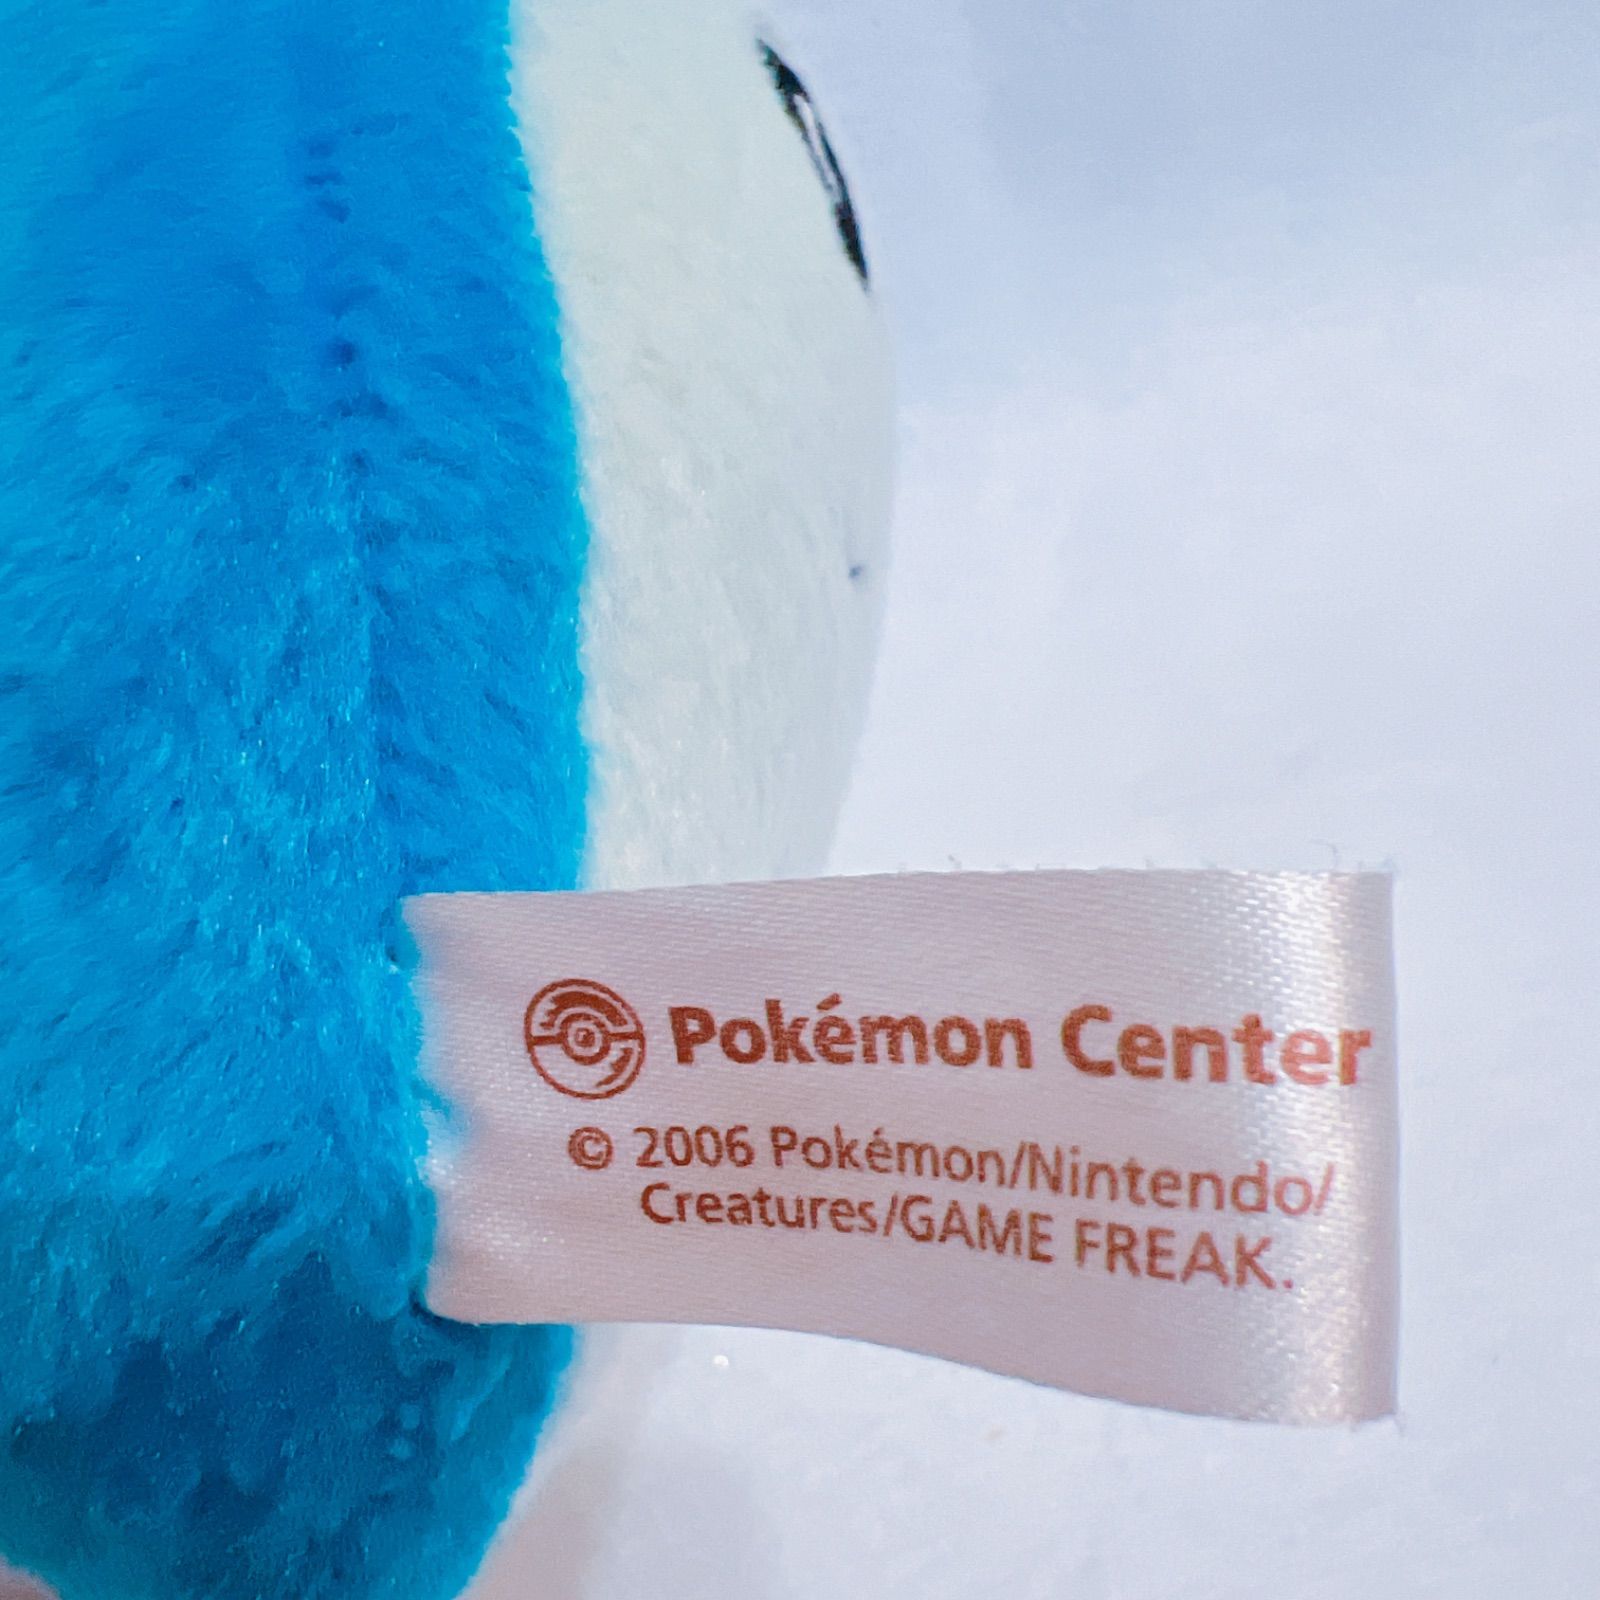 Pokémon Center
© 2006 Pokémon/Nintendo/
Creatures/GAME FREAK.